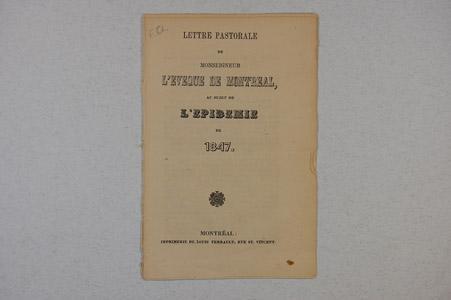 LETTRE PASTORALE
DE
MONSEIGNEUR
L'EVEQUE DE MONTREAL,
AU SUJET DE
L'EPIDEMIE
DE
1847.
MONTRÉAL:
IMPRIMERIE DE LOUIS PERRAULT, RUE ST. VINCENT.